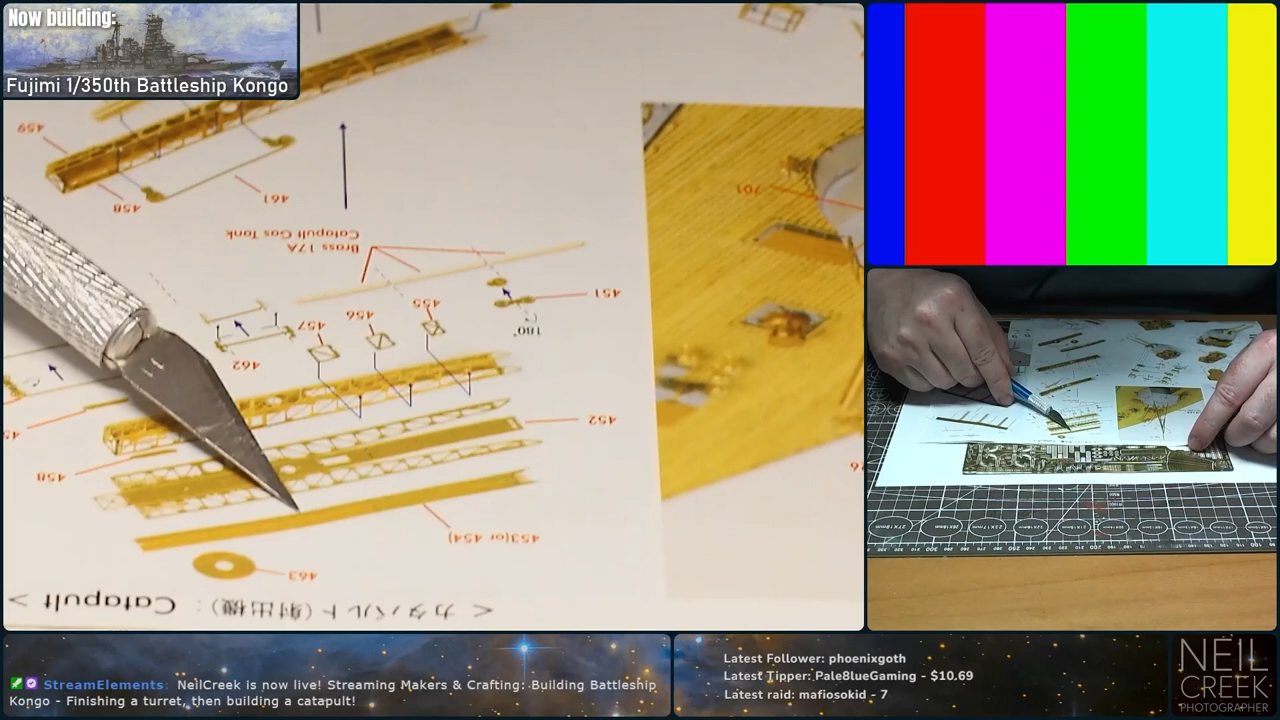 Now building:
Fujimi 1/350th Battleship Kongo
459
458
461
Brass 17A
Catapult Gas Tank
701
451
180°
455
456
457
462
452
458
453(or 454)
463
< カタパルト(射出機): Catapult >
StreamElements: NeilCreek is now live! Streaming Makers & Crafting: Building Battleship
Kongo - Finishing a turret, then building a catapult!
Latest Follower: phoenixgoth
Latest Tipper: PaleBlueGaming - $10.69
Latest raid: mafiosokid - 7
NEIL
CREEK
PHOTOGRAPHER